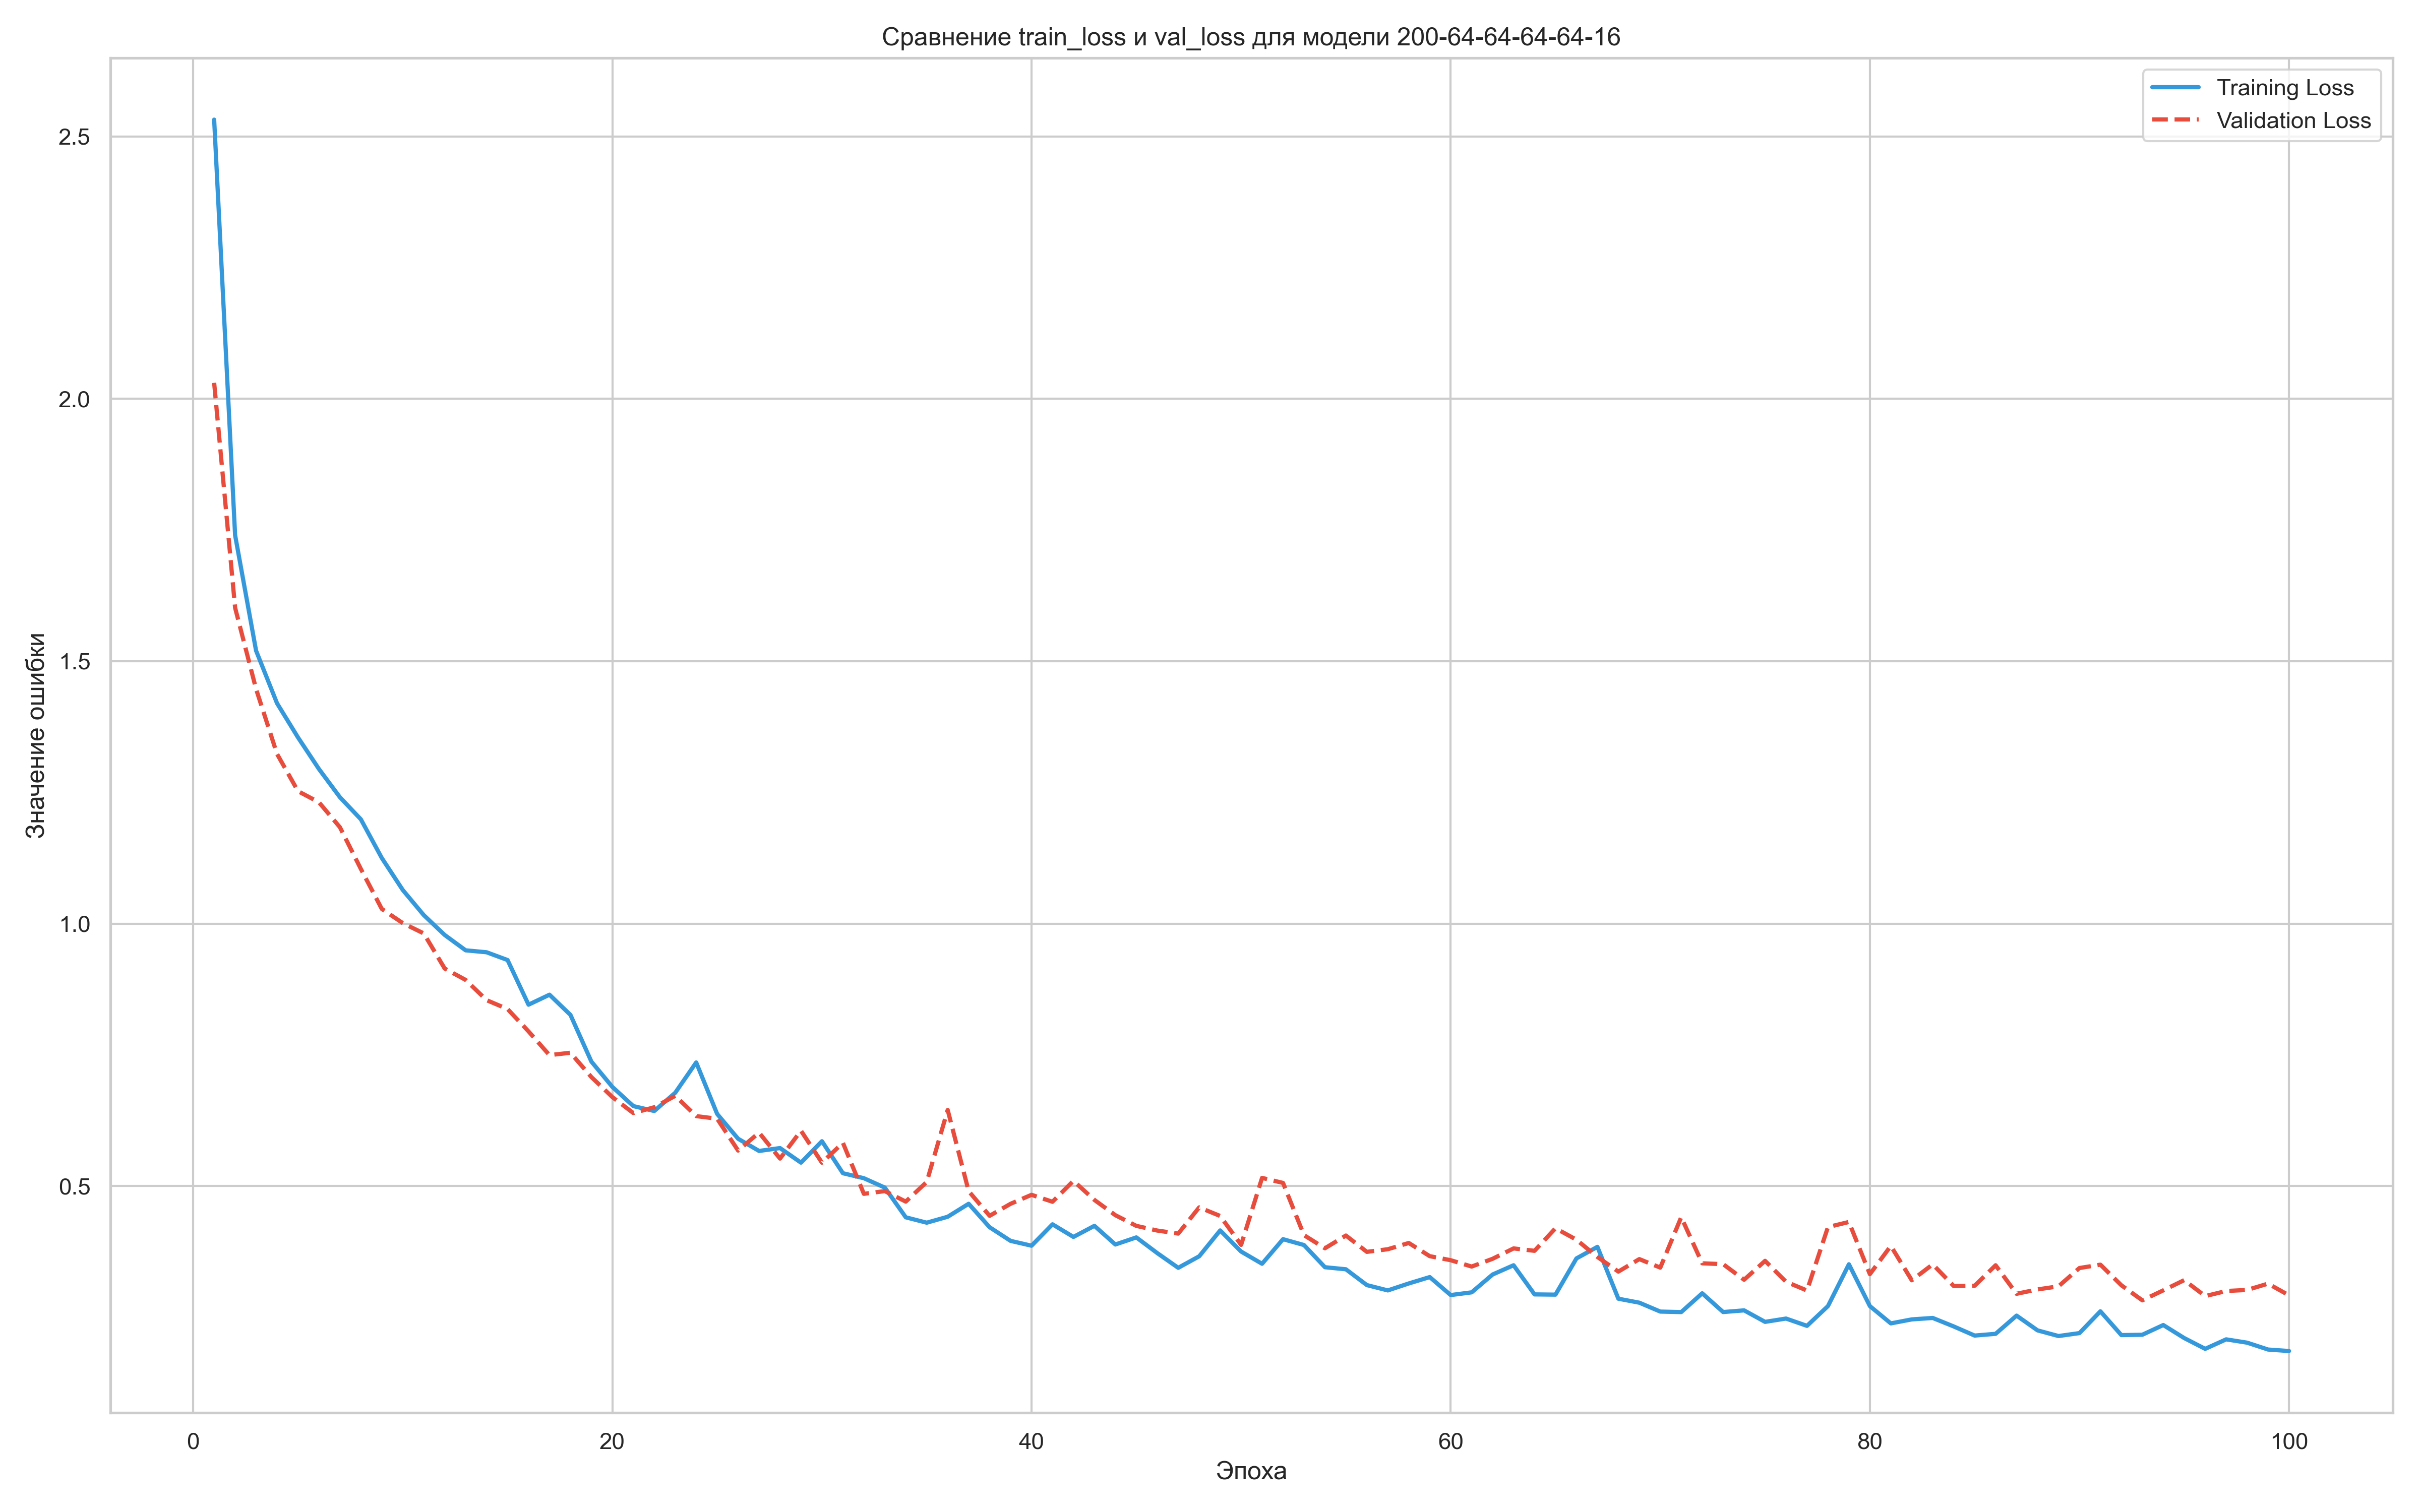 Сравнение train_loss и val_loss для модели 200-64-64-64-64-16
Training Loss
Validation Loss
2.5
2.0
1.5
1.0
0.5
Значение ошибки
0
20
40
60
80
100
Эпоха